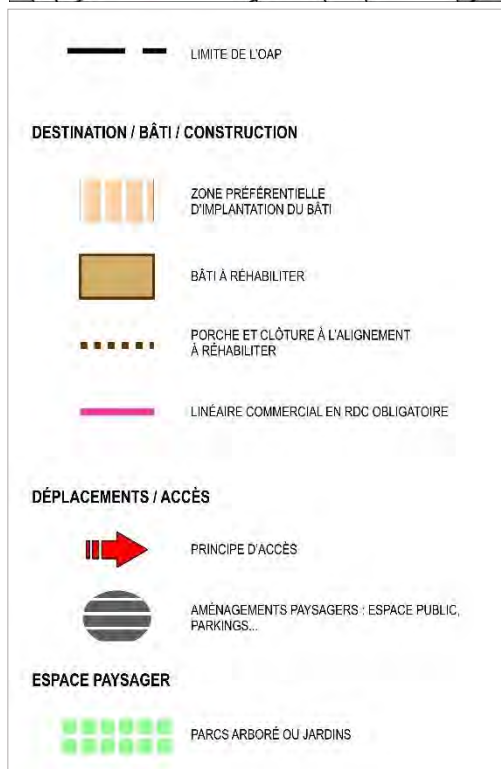 LIMITE DE L'OAP
DESTINATION / BÂTI / CONSTRUCTION
ZONE PRÉFÉRENTIELLE
D'IMPLANTATION DU BÂTI
BÂTI À RÉHABILITER
PORCHE ET CLÔTURE À L'ALIGNEMENT
À RÉHABILITER
LINÉAIRE COMMERCIAL EN RDC OBLIGATOIRE
DÉPLACEMENTS / ACCÈS
PRINCIPE D'ACCÈS
AMÉNAGEMENTS PAYSAGERS : ESPACE PUBLIC,
PARKINGS...
ESPACE PAYSAGER
PARCS ARBORÉ OU JARDINS